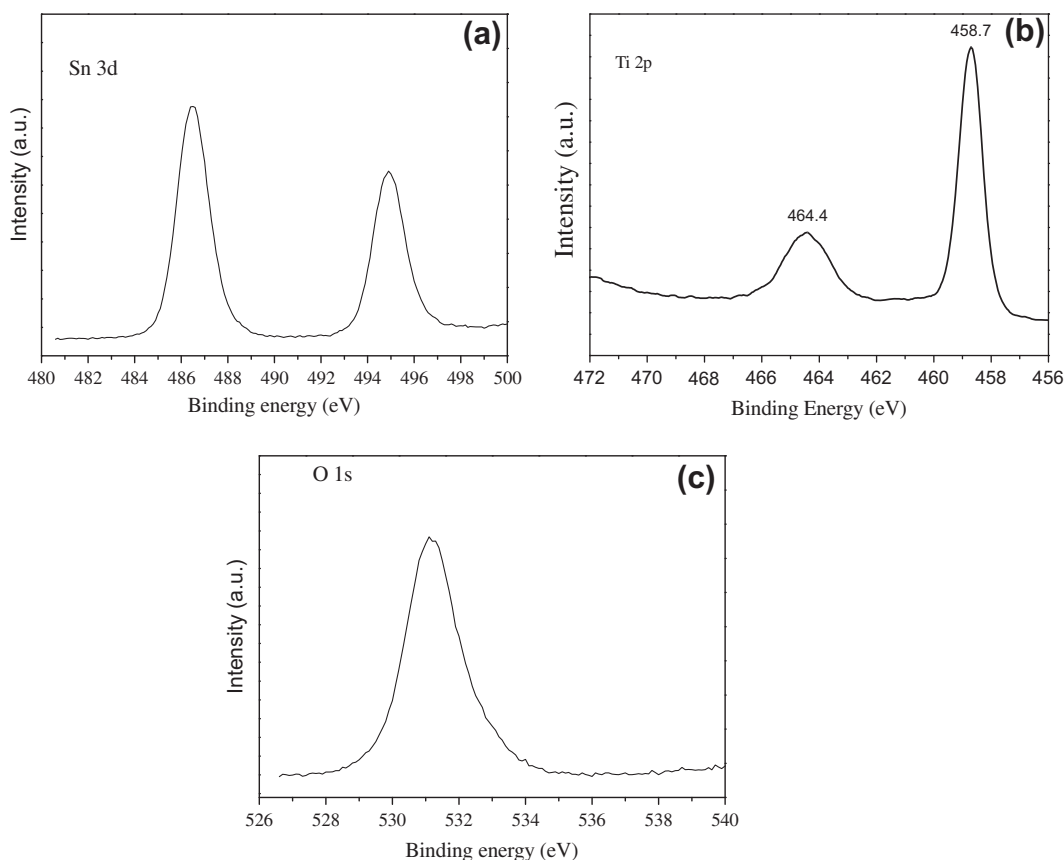 (a)
Sn 3d
Intensity (a.u.)
480 482 484 486 488 490 492 494 496 498 500
Binding energy (eV)
(b)
458.7
Ti 2p
464.4
Intensity (a.u.)
472 470 468 466 464 462 460 458 456
Binding Energy (eV)
(c)
O 1s
Intensity (a.u.)
526 528 530 532 534 536 538 540
Binding energy (eV)